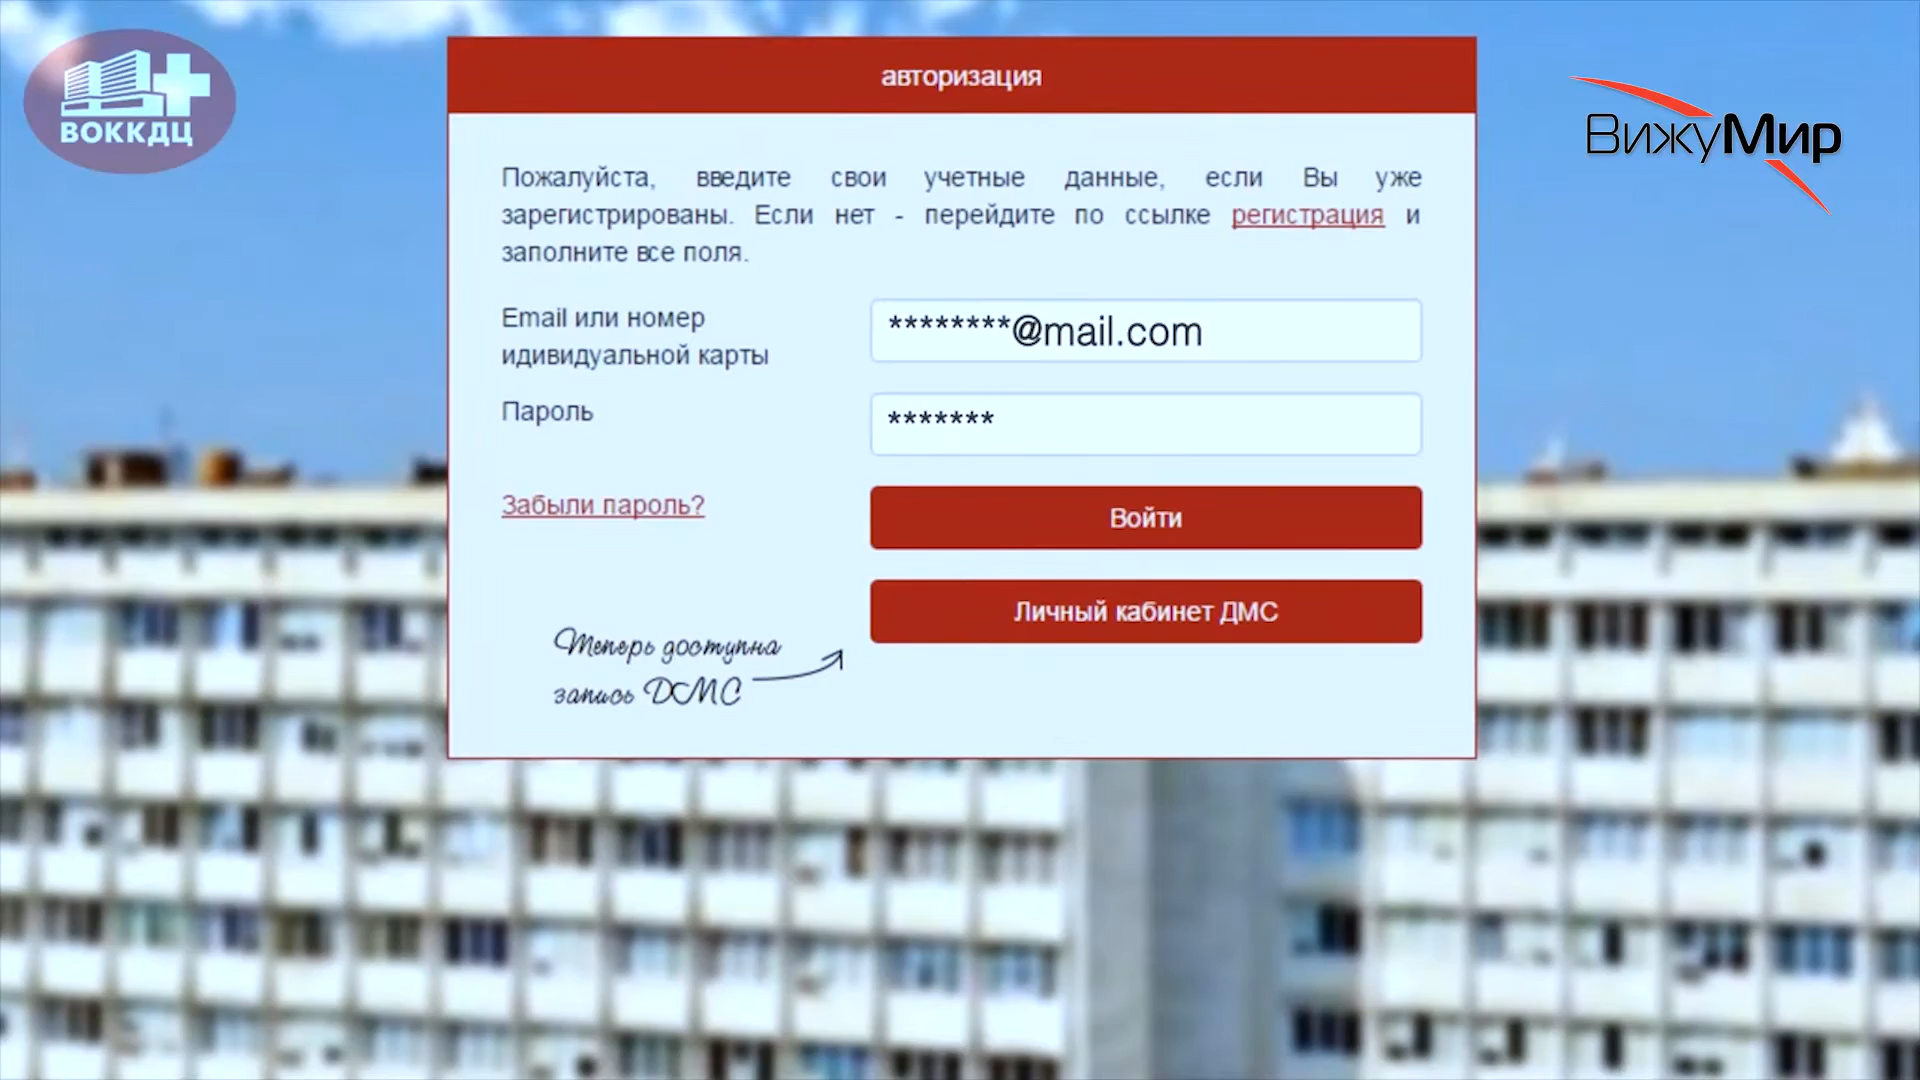 ВОККДЦ
авторизация
ВижуМир
Пожалуйста, введите свои учетные данные, если Вы уже
зарегистрированы. Если нет - перейдите по ссылке регистрация и
заполните все поля.
Email или номер
идивидуальной карты
********@mail.com
Пароль
*******
Забыли пароль?
Войти
Личный кабинет ДМС
Теперь доступна
запись ДМС